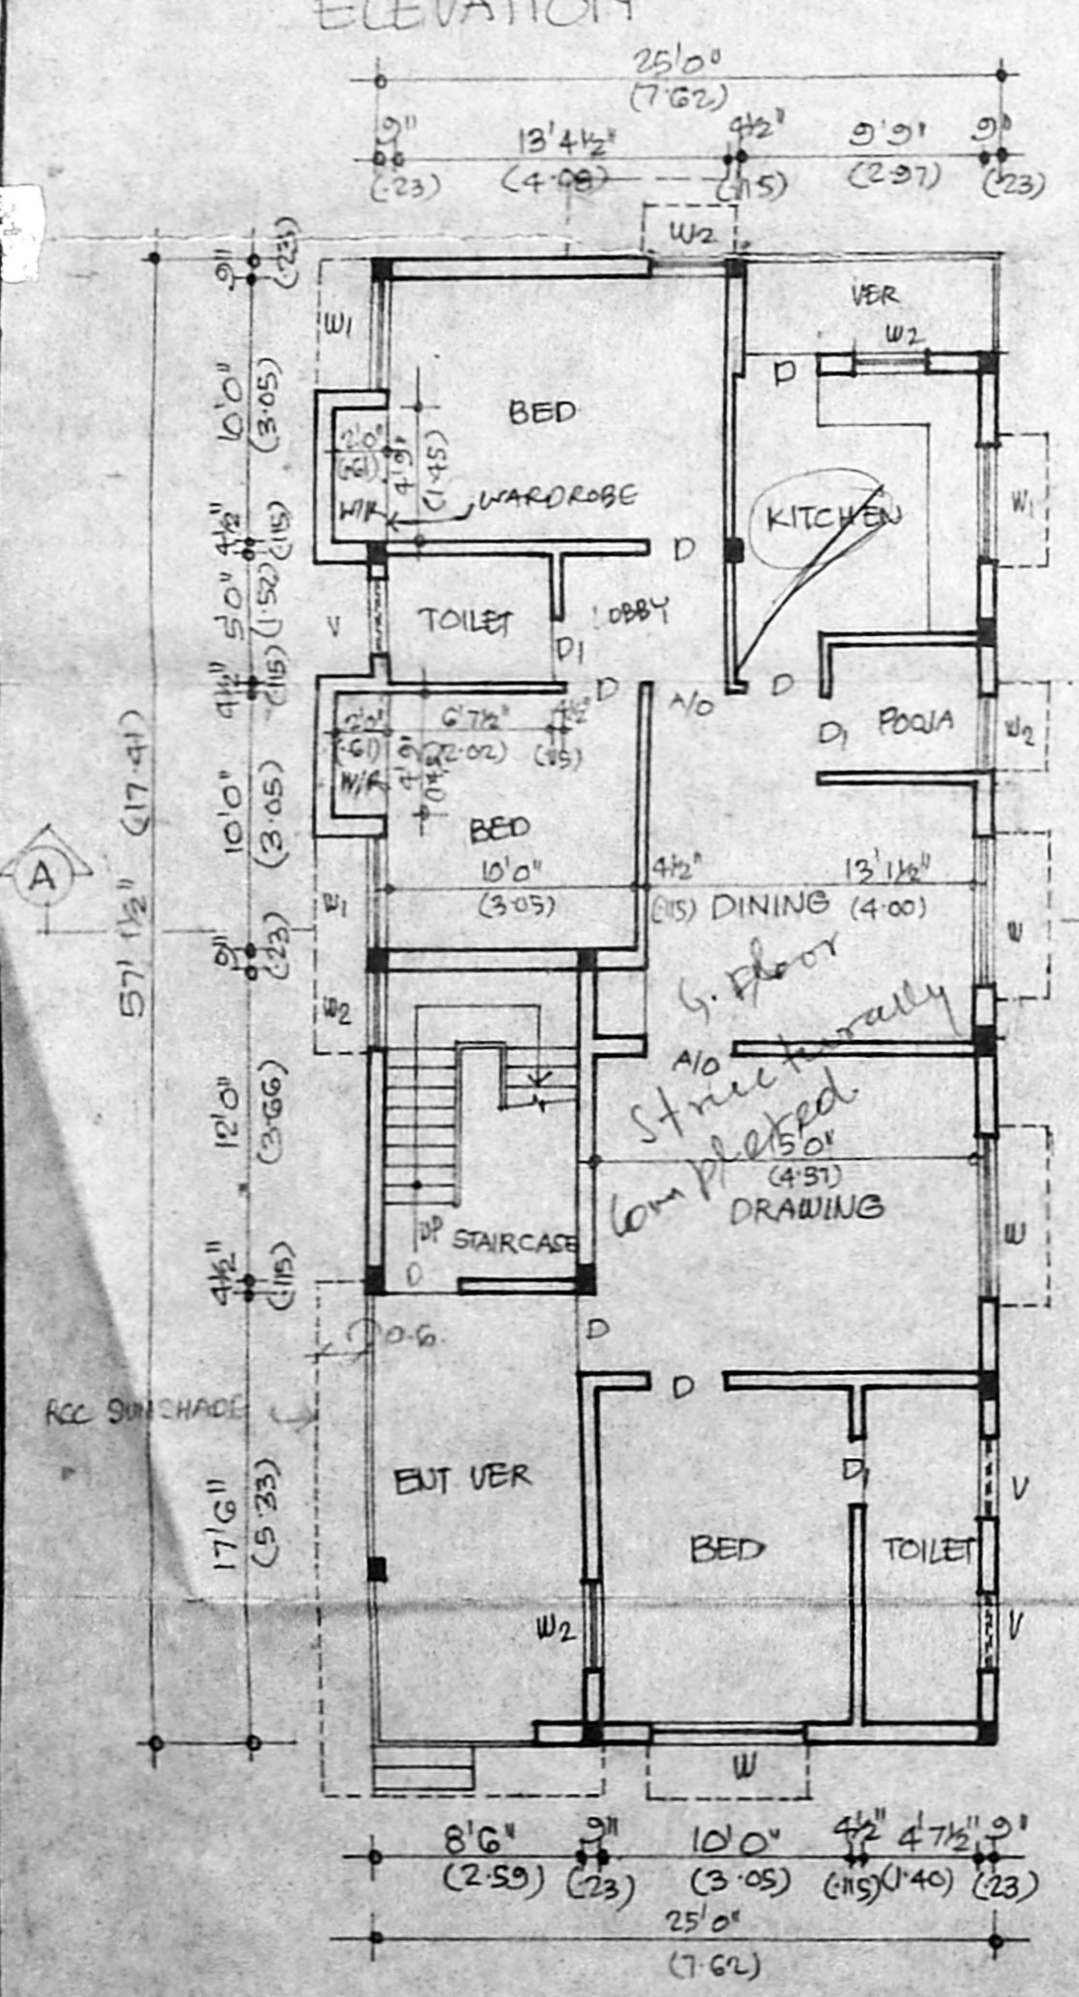 ELEVATION
25'0"
(7.62)
9" 13'4½" 4½" 9'9" 9"
(.23) (4.08) (.115) (2.97) (.23)
W2
VER
W2
W1
D
9"
(.23)
10'0"
(3.05)
4½"
(.115)
5'0"
(1.52)
4½"
(.115)
10'0"
(3.05)
9"
(.23)
12'0"
(3.66)
4½"
(.115)
17'6"
(5.33)
57'1½" (17.41)
BED
2'0"
(.61)
4'9"
(1.45)
W/R
WARDROBE
KITCHEN
W1
D
TOILET
LOBBY
V
D1
D
A/O
D
D1
POOJA
W2
2'0" 6'7½" 4½"
(.61) (2.02) (.115)
4'9"
W/R
BED
10'0" 4½" 13'1½"
(3.05) (.115) DINING (4.00)
A
W1
W
G. Floor
Structurally
Completed.
W2
A/O
15'0"
(4.37)
DRAWING
W
UP
STAIRCASE
D
D
0.6
D
RCC SUNSHADE
ENT VER
D1
V
BED
TOILET
W2
V
W
8'6" 9" 10'0" 4½" 4'7½" 9"
(2.59) (.23) (3.05) (.115) (1.40) (.23)
25'0"
(7.62)